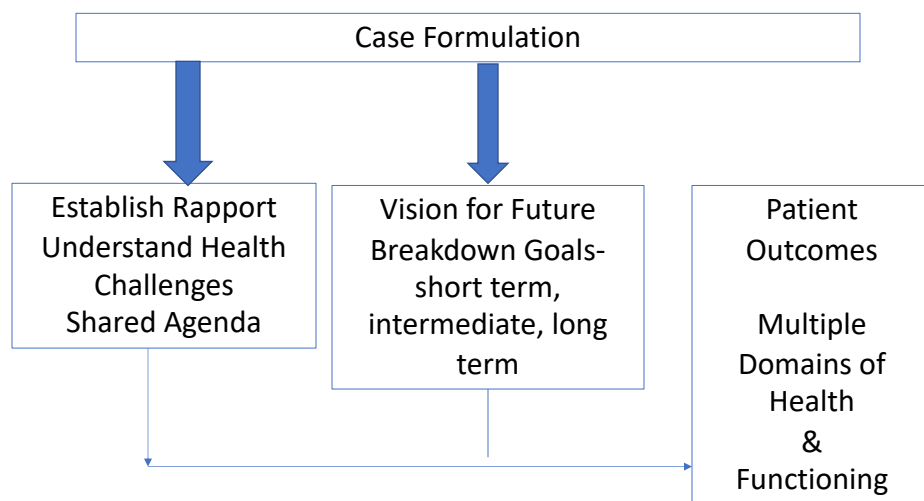 Case Formulation
Establish Rapport
Understand Health
Challenges
Shared Agenda
Vision for Future
Breakdown Goals-
short term,
intermediate, long
term
Patient
Outcomes
Multiple
Domains of
Health
&
Functioning